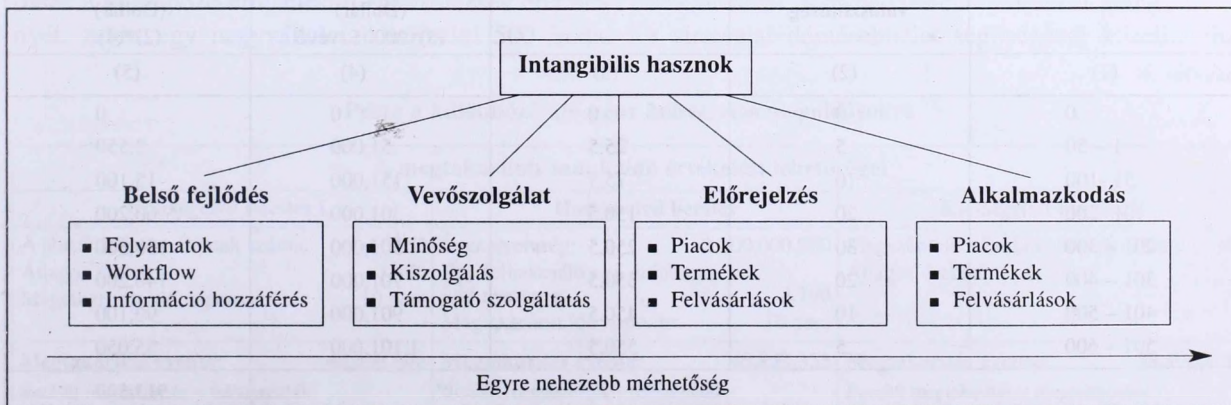 Intangibilis hasznok
Belső fejlődés
Folyamatok
Workflow
Információ hozzáférés
Vevőszolgálat
Minőség
Kiszolgálás
Támogató szolgáltatás
Előrejelzés
Piacok
Termékek
Felvásárlások
Alkalmazkodás
Piacok
Termékek
Felvásárlások
Egyre nehezebb mérhetőség